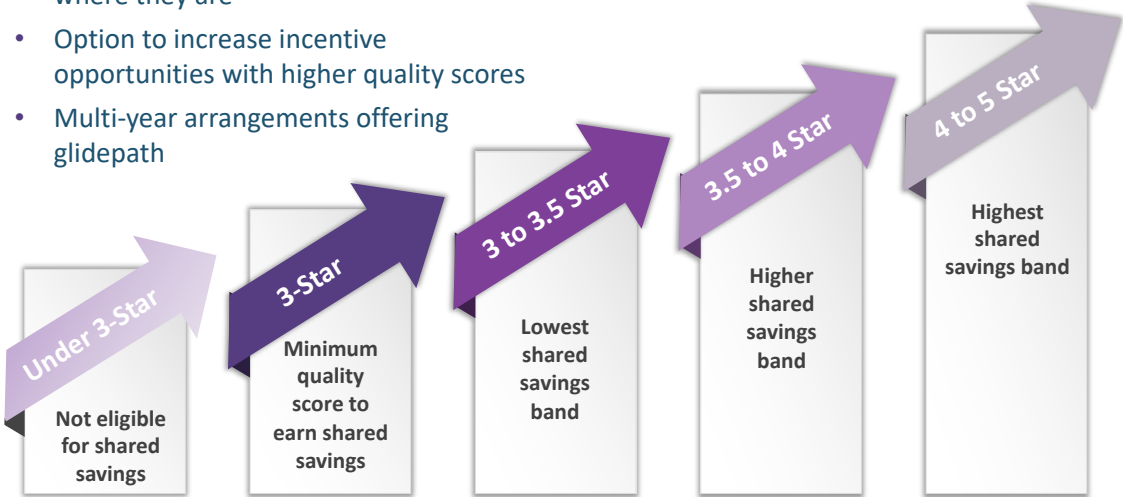 where they are
• Option to increase incentive
opportunities with higher quality scores
• Multi-year arrangements offering
glidepath
Under 3-Star
Not eligible
for shared
savings
3-Star
Minimum
quality
score to
earn shared
savings
3 to 3.5 Star
Lowest
shared
savings
band
3.5 to 4 Star
Higher
shared
savings
band
4 to 5 Star
Highest
shared
savings band